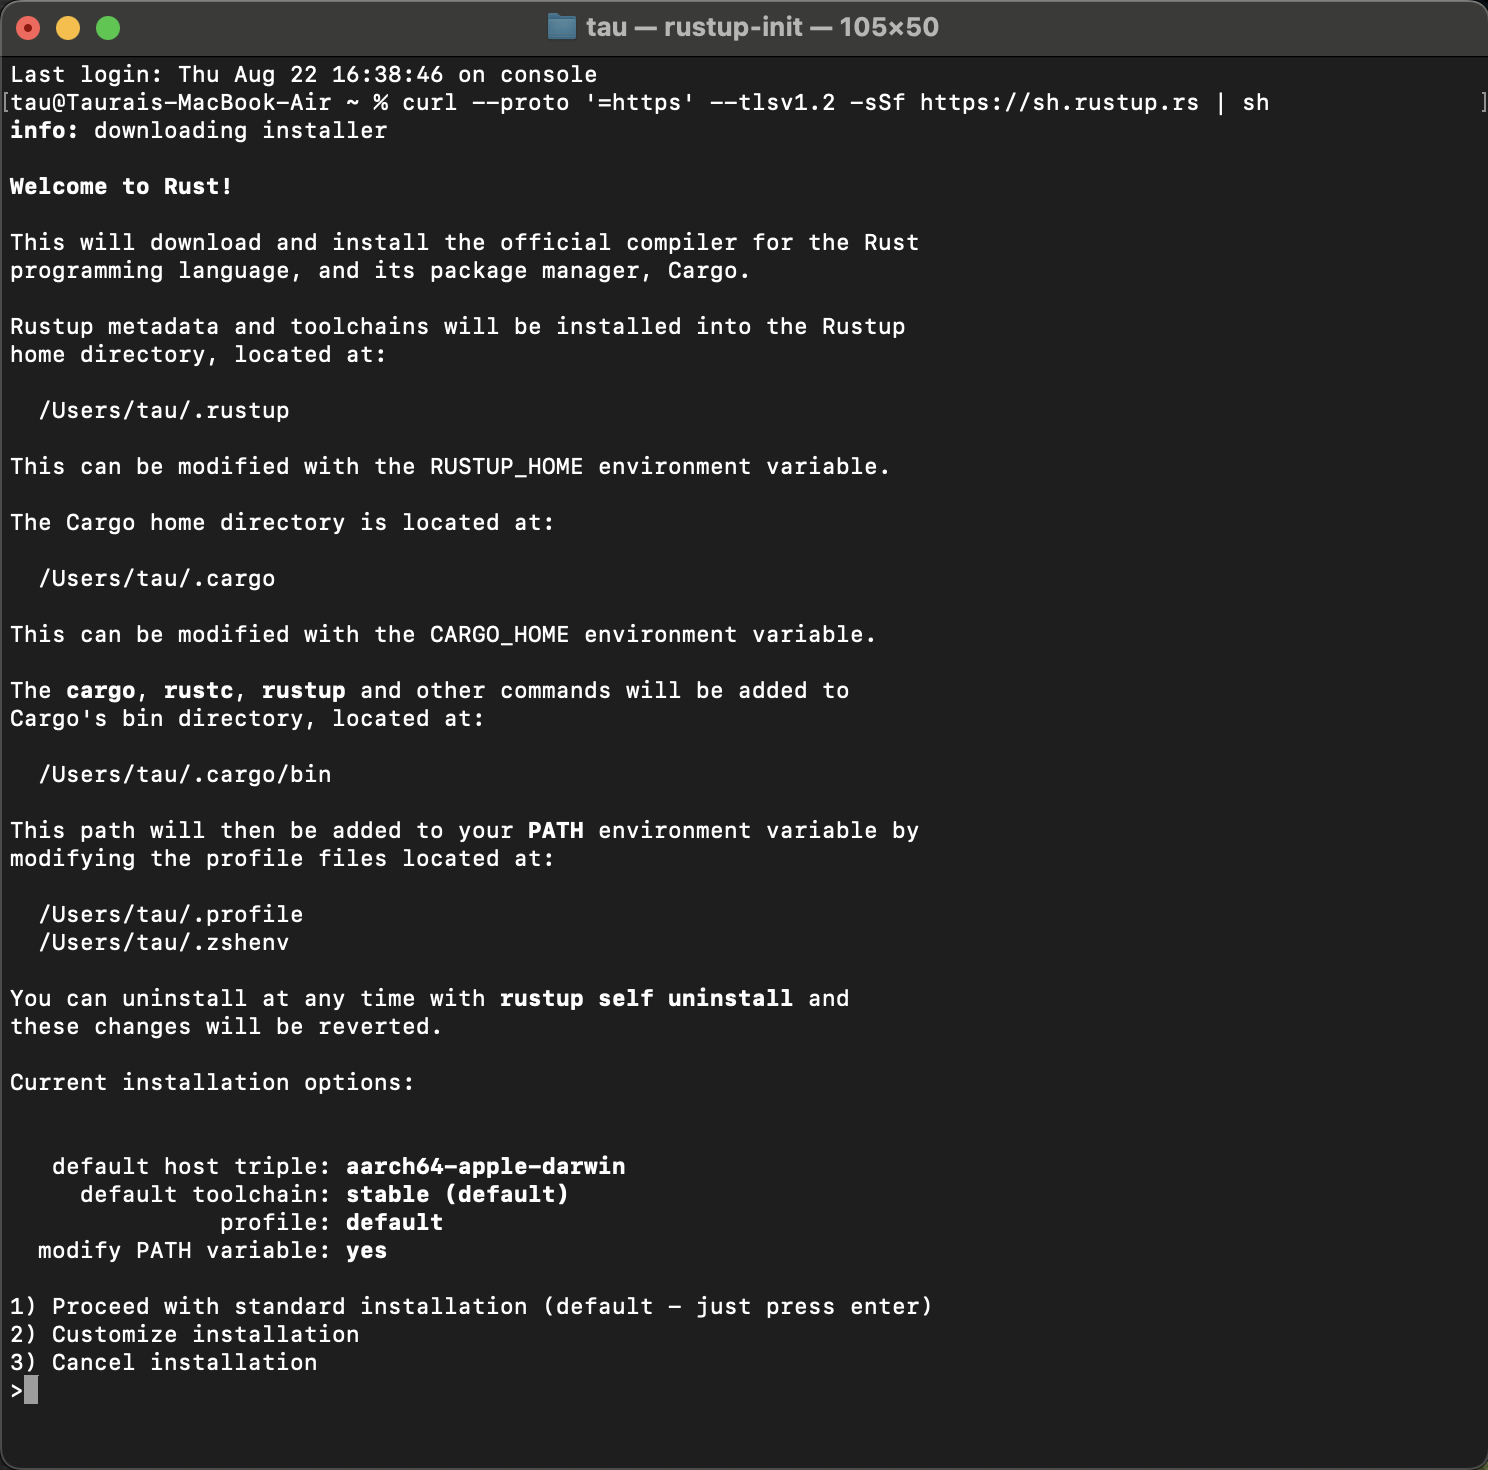 tau — rustup-init — 105×50
Last login: Thu Aug 22 16:38:46 on console
[tau@Taurais-MacBook-Air ~ % curl --proto '=https' --tlsv1.2 -sSf https://sh.rustup.rs | sh ]
info: downloading installer
Welcome to Rust!
This will download and install the official compiler for the Rust
programming language, and its package manager, Cargo.
Rustup metadata and toolchains will be installed into the Rustup
home directory, located at:
/Users/tau/.rustup
This can be modified with the RUSTUP_HOME environment variable.
The Cargo home directory is located at:
/Users/tau/.cargo
This can be modified with the CARGO_HOME environment variable.
The cargo, rustc, rustup and other commands will be added to
Cargo's bin directory, located at:
/Users/tau/.cargo/bin
This path will then be added to your PATH environment variable by
modifying the profile files located at:
/Users/tau/.profile
/Users/tau/.zshenv
You can uninstall at any time with rustup self uninstall and
these changes will be reverted.
Current installation options:
default host triple: aarch64-apple-darwin
default toolchain: stable (default)
profile: default
modify PATH variable: yes
1) Proceed with standard installation (default - just press enter)
2) Customize installation
3) Cancel installation
>